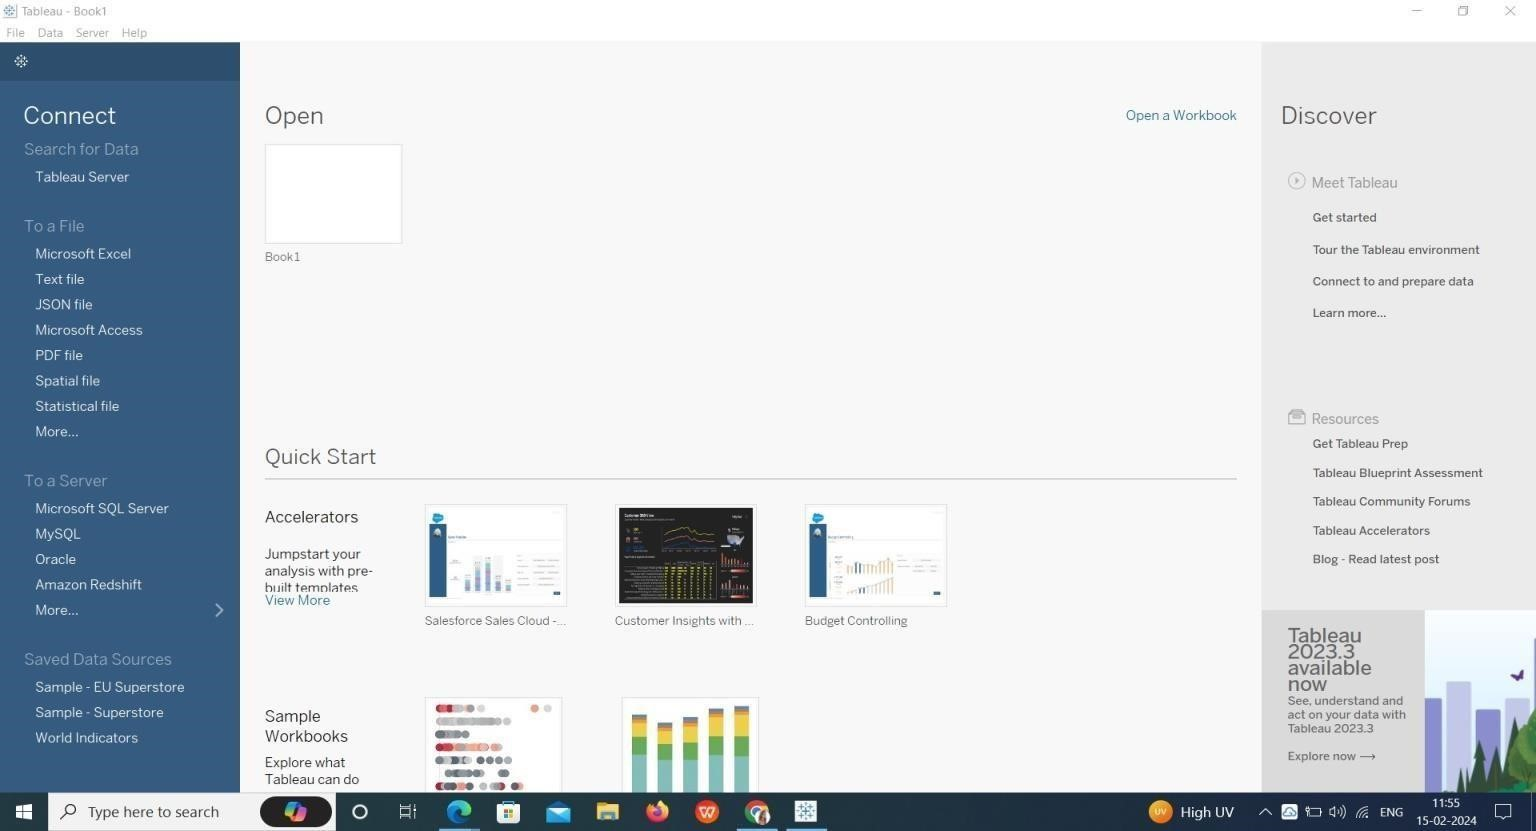 Tableau - Book1
File Data Server Help
Connect
Search for Data
Tableau Server
To a File
Microsoft Excel
Text file
JSON file
Microsoft Access
PDF file
Spatial file
Statistical file
More...
To a Server
Microsoft SQL Server
MySQL
Oracle
Amazon Redshift
More...
Saved Data Sources
Sample - EU Superstore
Sample - Superstore
World Indicators
Open
Open a Workbook
Book1
Quick Start
Accelerators
Jumpstart your
analysis with pre-
built templates
View More
Salesforce Sales Cloud -...
Customer Insights with ...
Budget Controlling
Sample
Workbooks
Explore what
Tableau can do
Discover
Meet Tableau
Get started
Tour the Tableau environment
Connect to and prepare data
Learn more...
Resources
Get Tableau Prep
Tableau Blueprint Assessment
Tableau Community Forums
Tableau Accelerators
Blog - Read latest post
Tableau
2023.3
available
now
See, understand and
act on your data with
Tableau 2023.3
Explore now →
Type here to search
UV
High UV
ENG
11:55
15-02-2024